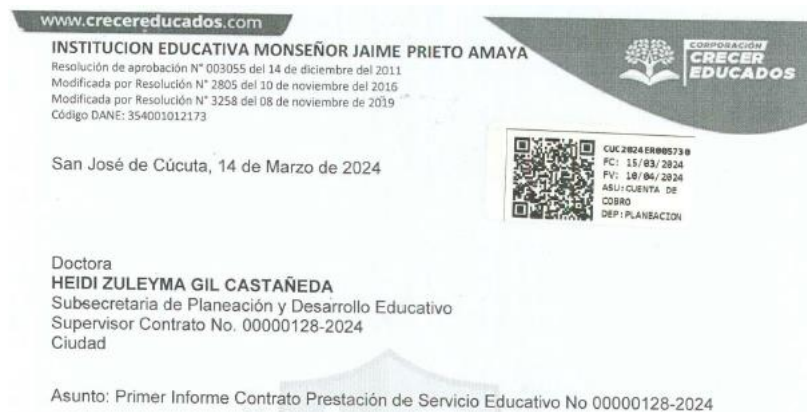 www.crecereducados.com
INSTITUCION EDUCATIVA MONSEÑOR JAIME PRIETO AMAYA
Resolución de aprobación N° 003055 del 14 de diciembre del 2011
Modificada por Resolución N° 2805 del 10 de noviembre del 2016
Modificada por Resolución N° 3258 del 08 de noviembre de 2019
Código DANE: 354001012173
CORPORACIÓN
CRECER
EDUCADOS
San José de Cúcuta, 14 de Marzo de 2024
CUC2024ER005730
FC: 15/03/2024
FV: 10/04/2024
ASU:CUENTA DE
COBRO
DEP:PLANEACION
Doctora
HEIDI ZULEYMA GIL CASTAÑEDA
Subsecretaria de Planeación y Desarrollo Educativo
Supervisor Contrato No. 00000128-2024
Ciudad
Asunto: Primer Informe Contrato Prestación de Servicio Educativo No 00000128-2024